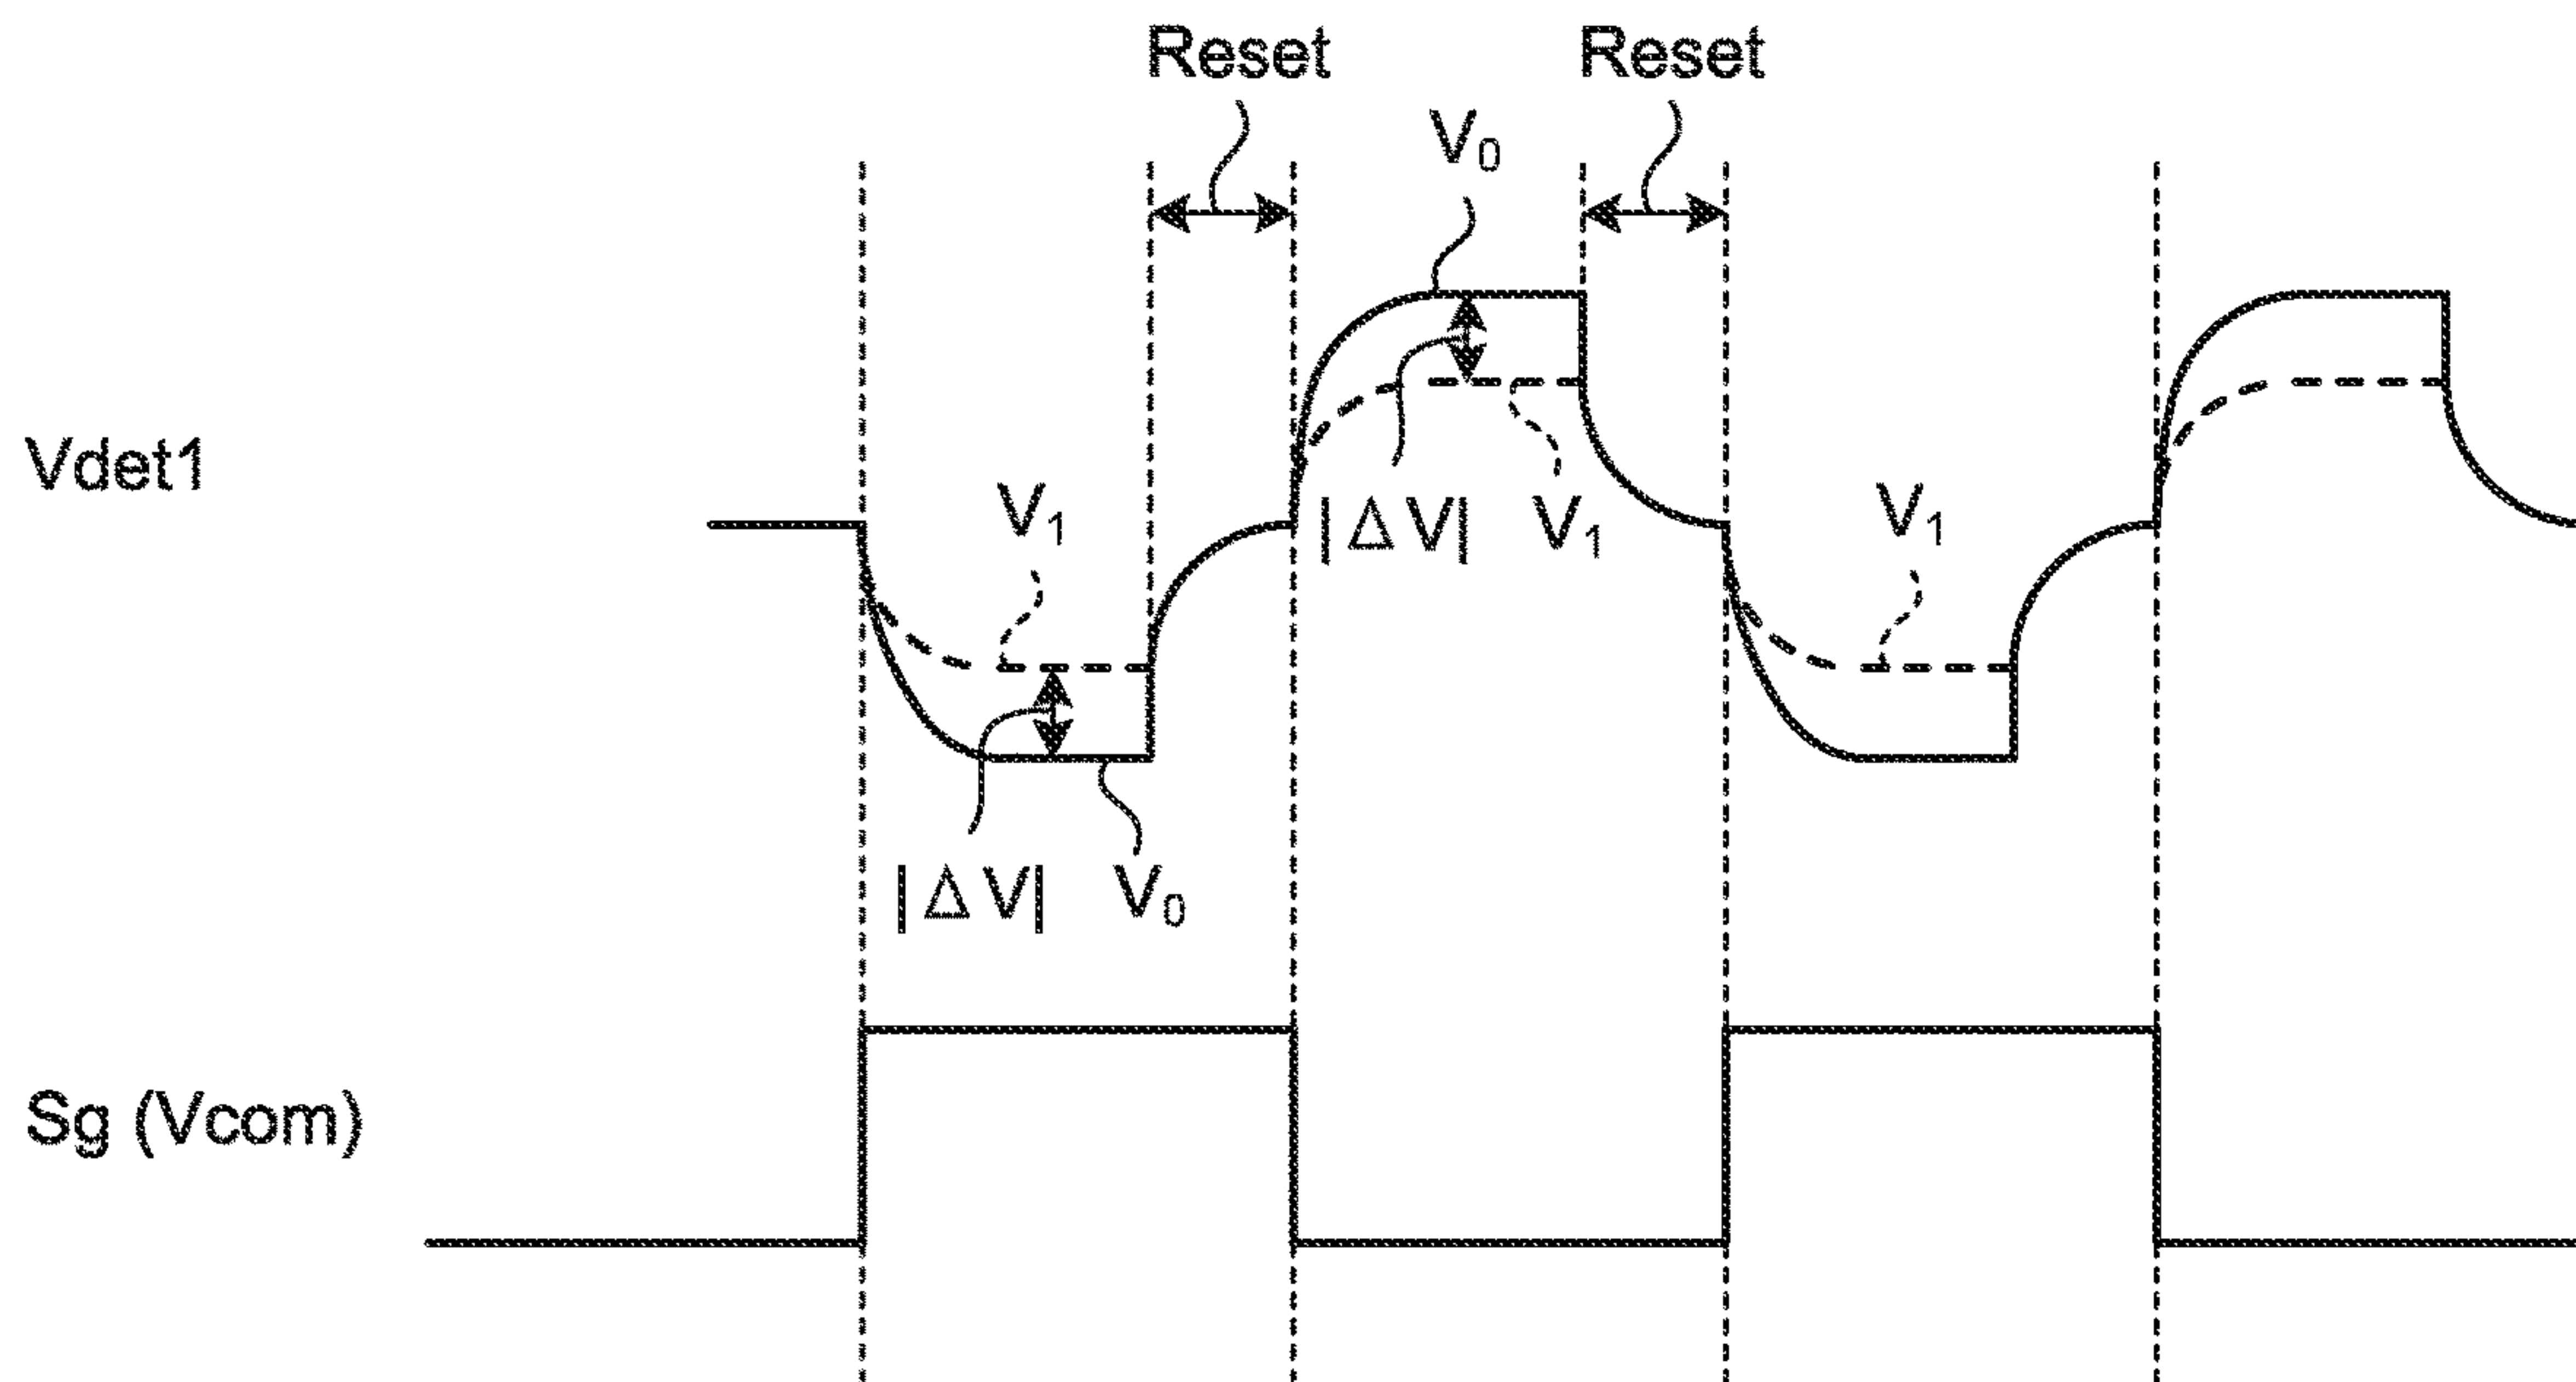 Reset Reset
V₀
Vdet1
V₁ |ΔV| V₁ V₁
|ΔV| V₀
Sg (Vcom)